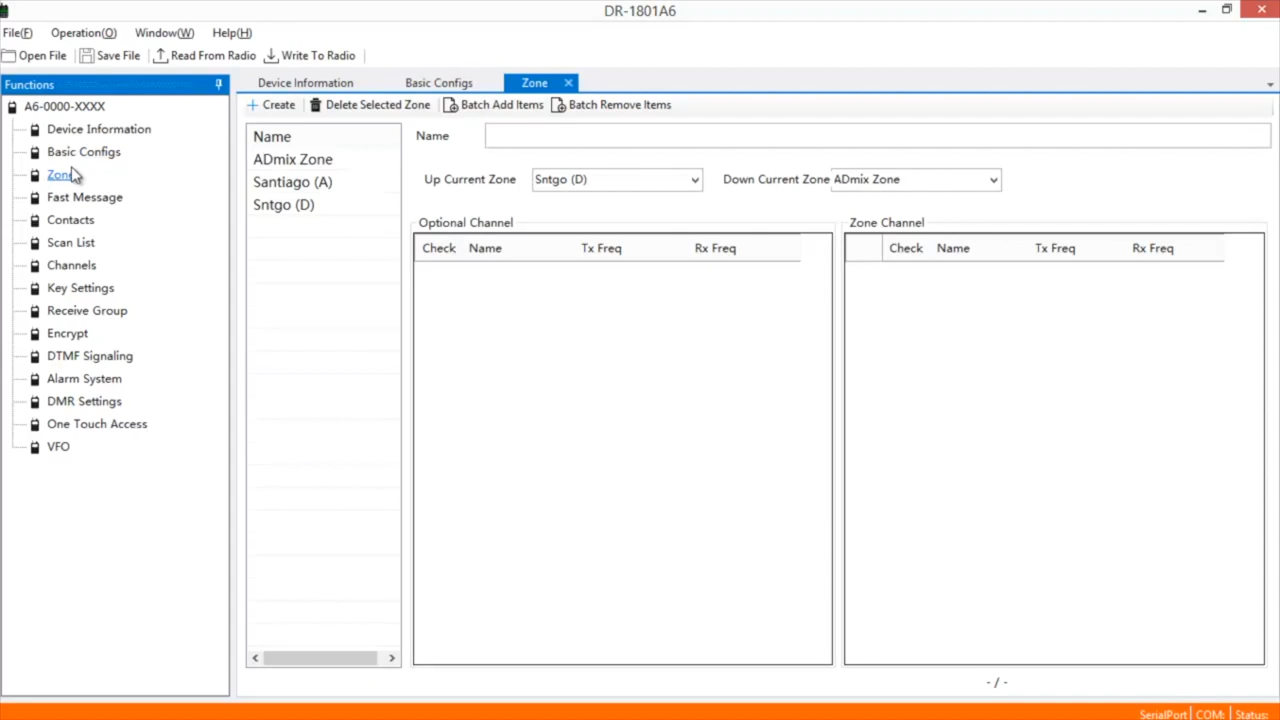 DR-1801A6
File(F) Operation(O) Window(W) Help(H)
Open File Save File Read From Radio Write To Radio
Functions
A6-0000-XXXX
Device Information
Basic Configs
Zone
Fast Message
Contacts
Scan List
Channels
Key Settings
Receive Group
Encrypt
DTMF Signaling
Alarm System
DMR Settings
One Touch Access
VFO
Device Information Basic Configs Zone
Create Delete Selected Zone Batch Add Items Batch Remove Items
Name
ADmix Zone
Santiago (A)
Sntgo (D)
Name
Up Current Zone Sntgo (D) Down Current Zone ADmix Zone
Optional Channel
Check Name Tx Freq Rx Freq
Zone Channel
Check Name Tx Freq Rx Freq
- / -
SerialPort COM: Status: